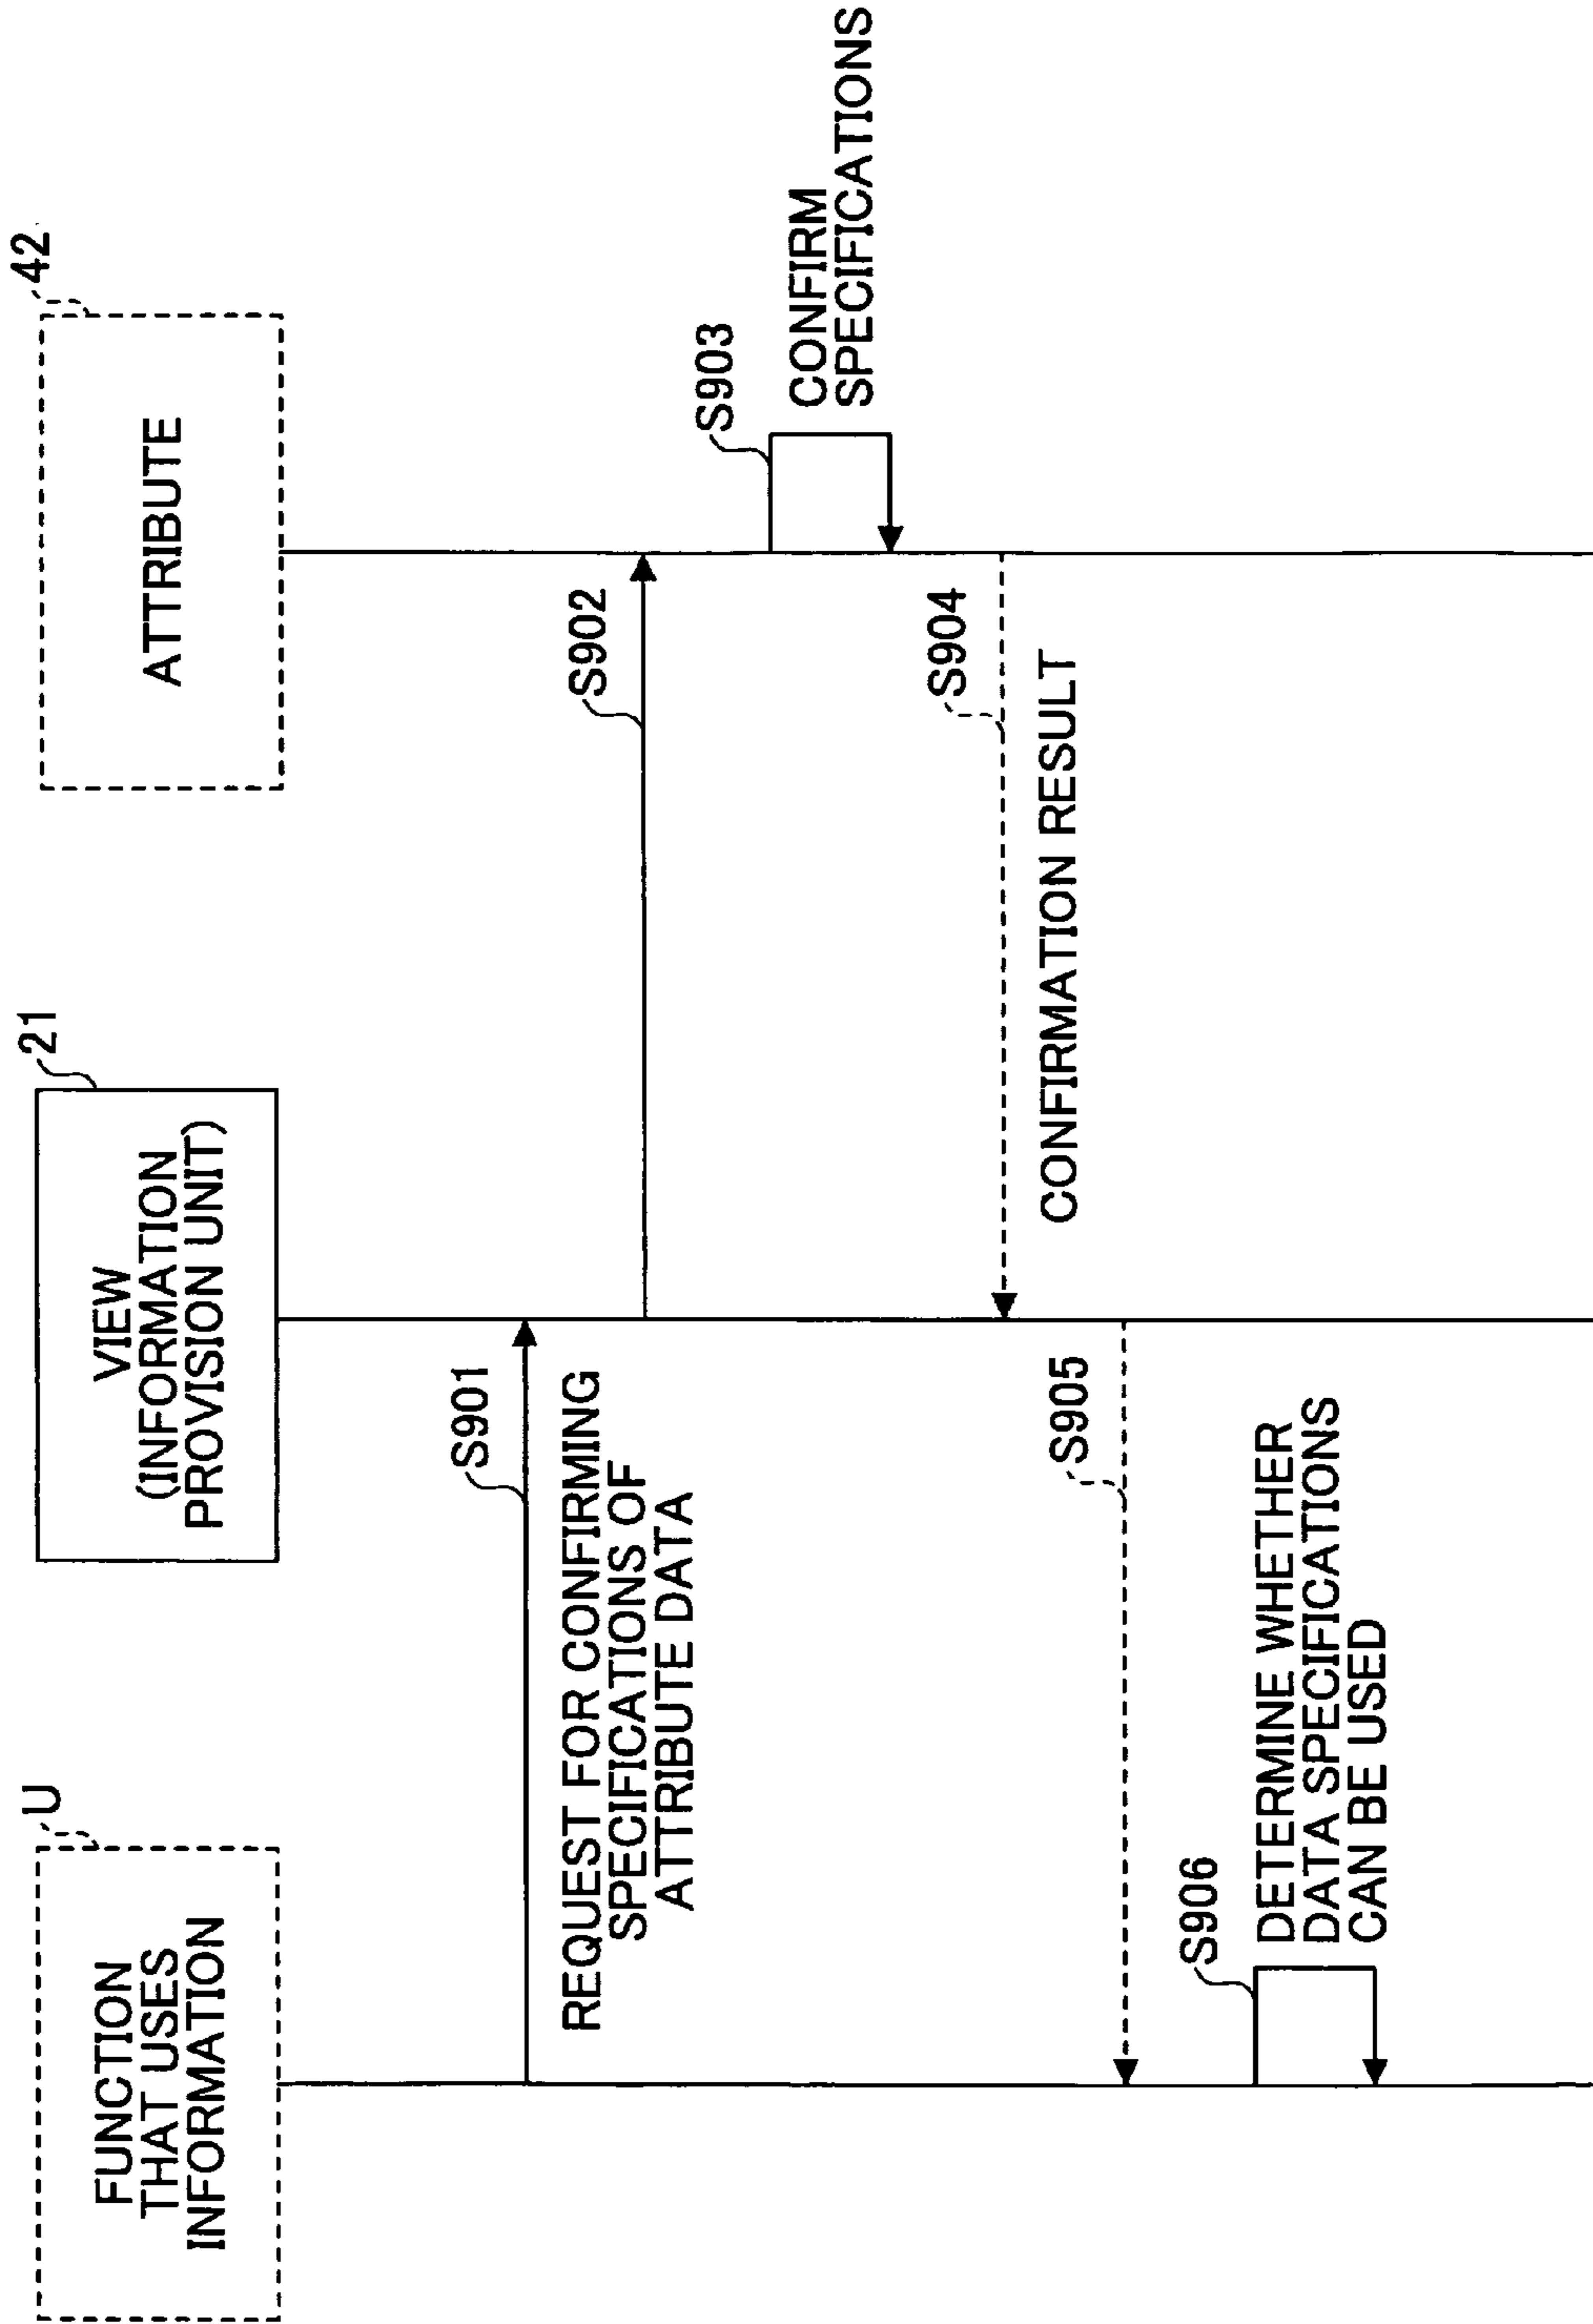 U
FUNCTION
THAT USES
INFORMATION
21
VIEW
(INFORMATION
PROVISION UNIT)
42
ATTRIBUTE
S901
REQUEST FOR CONFIRMING
SPECIFICATIONS OF
ATTRIBUTE DATA
S902
S903
CONFIRM
SPECIFICATIONS
S904
CONFIRMATION RESULT
S905
S906
DETERMINE WHETHER
DATA SPECIFICATIONS
CAN BE USED